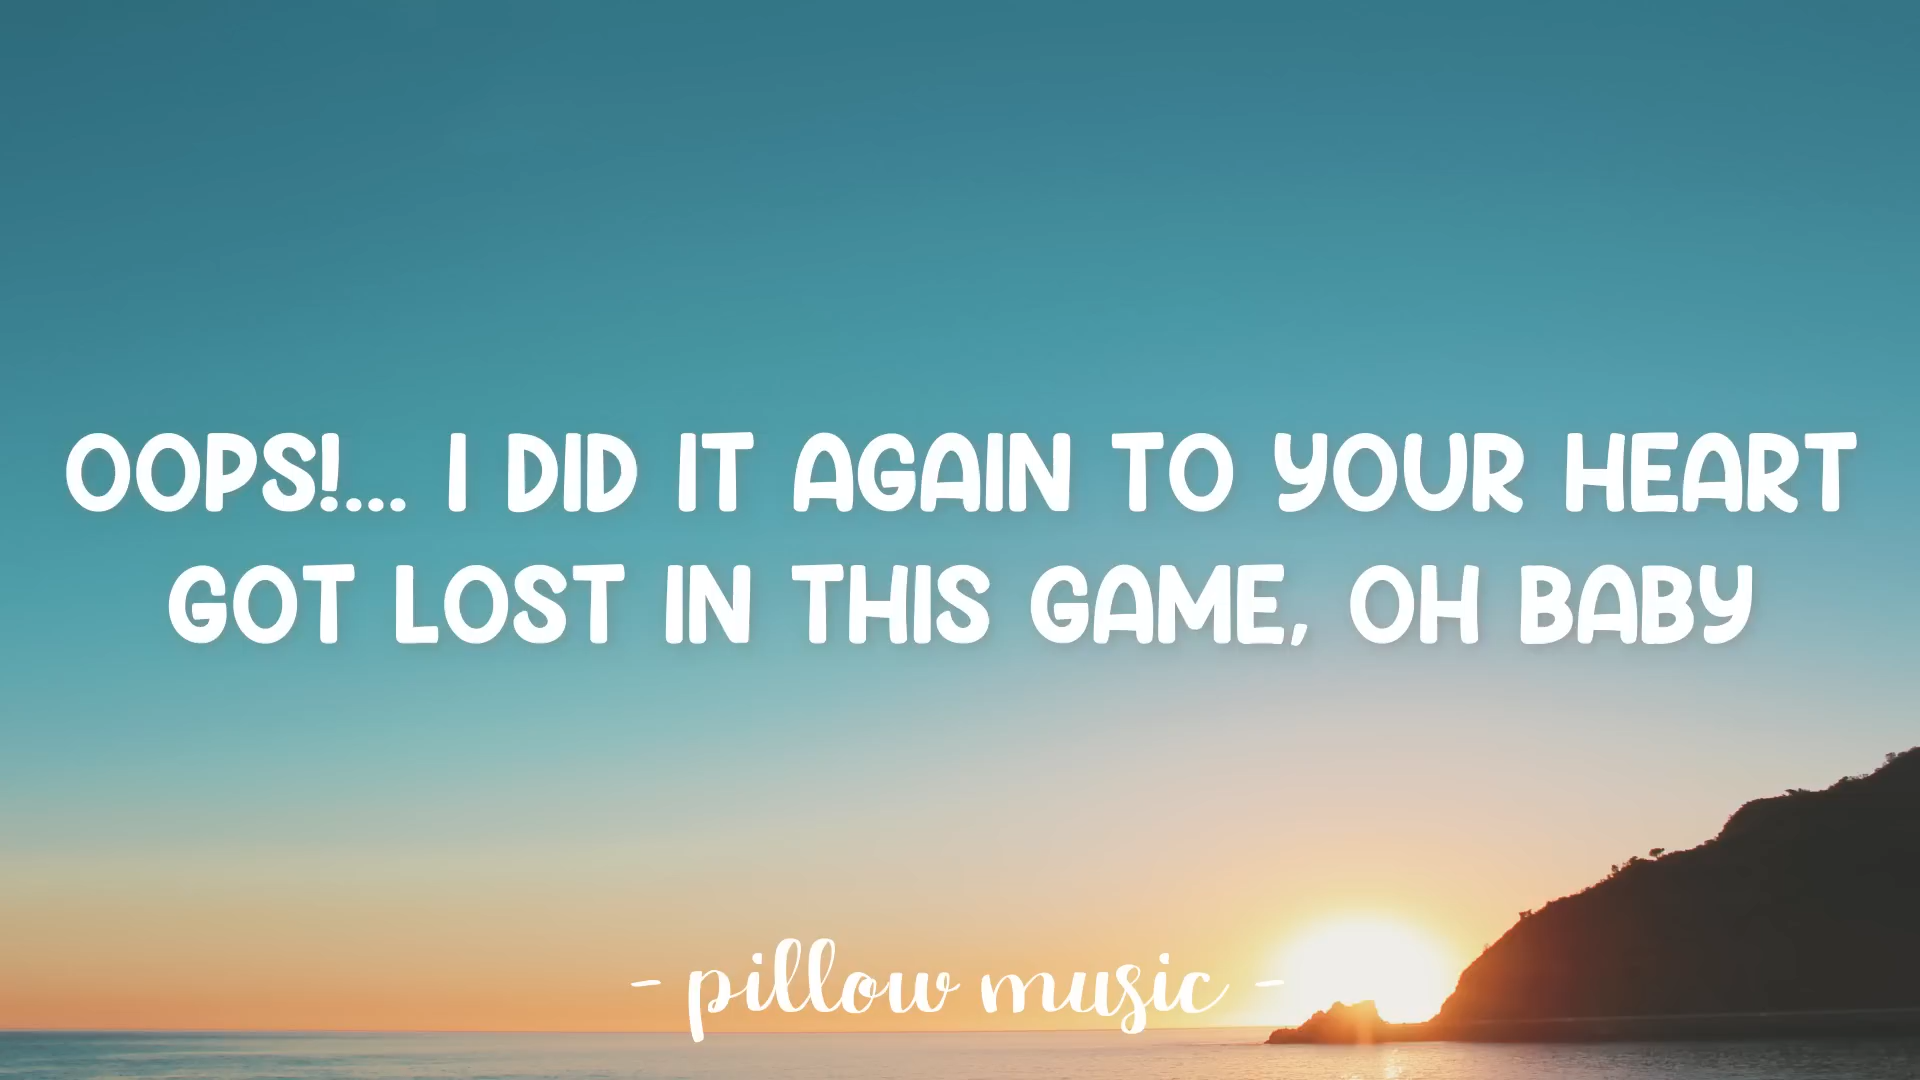 OOPS!... I DID IT AGAIN TO YOUR HEART
GOT LOST IN THIS GAME, OH BABY
- pillow music -